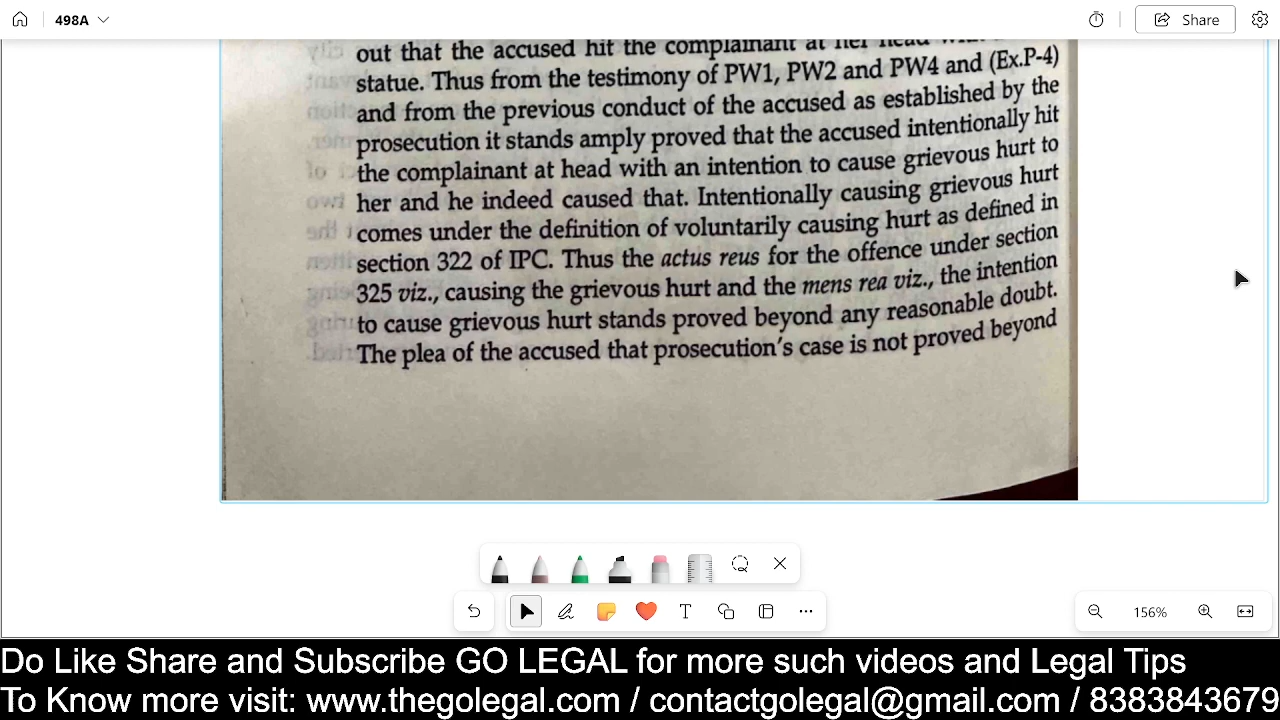 498A
Share
out that the accused hit the complainant at her head
statue. Thus from the testimony of PW1, PW2 and PW4 and (Ex.P-4)
and from the previous conduct of the accused as established by the
prosecution it stands amply proved that the accused intentionally hit
the complainant at head with an intention to cause grievous hurt to
her and he indeed caused that. Intentionally causing grievous hurt
comes under the definition of voluntarily causing hurt as defined in
section 322 of IPC. Thus the actus reus for the offence under section
325 viz., causing the grievous hurt and the mens rea viz., the intention
to cause grievous hurt stands proved beyond any reasonable doubt.
The plea of the accused that prosecution's case is not proved beyond
T
156%
Do Like Share and Subscribe GO LEGAL for more such videos and Legal Tips
To Know more visit: www.thegolegal.com / contactgolegal@gmail.com / 8383843679